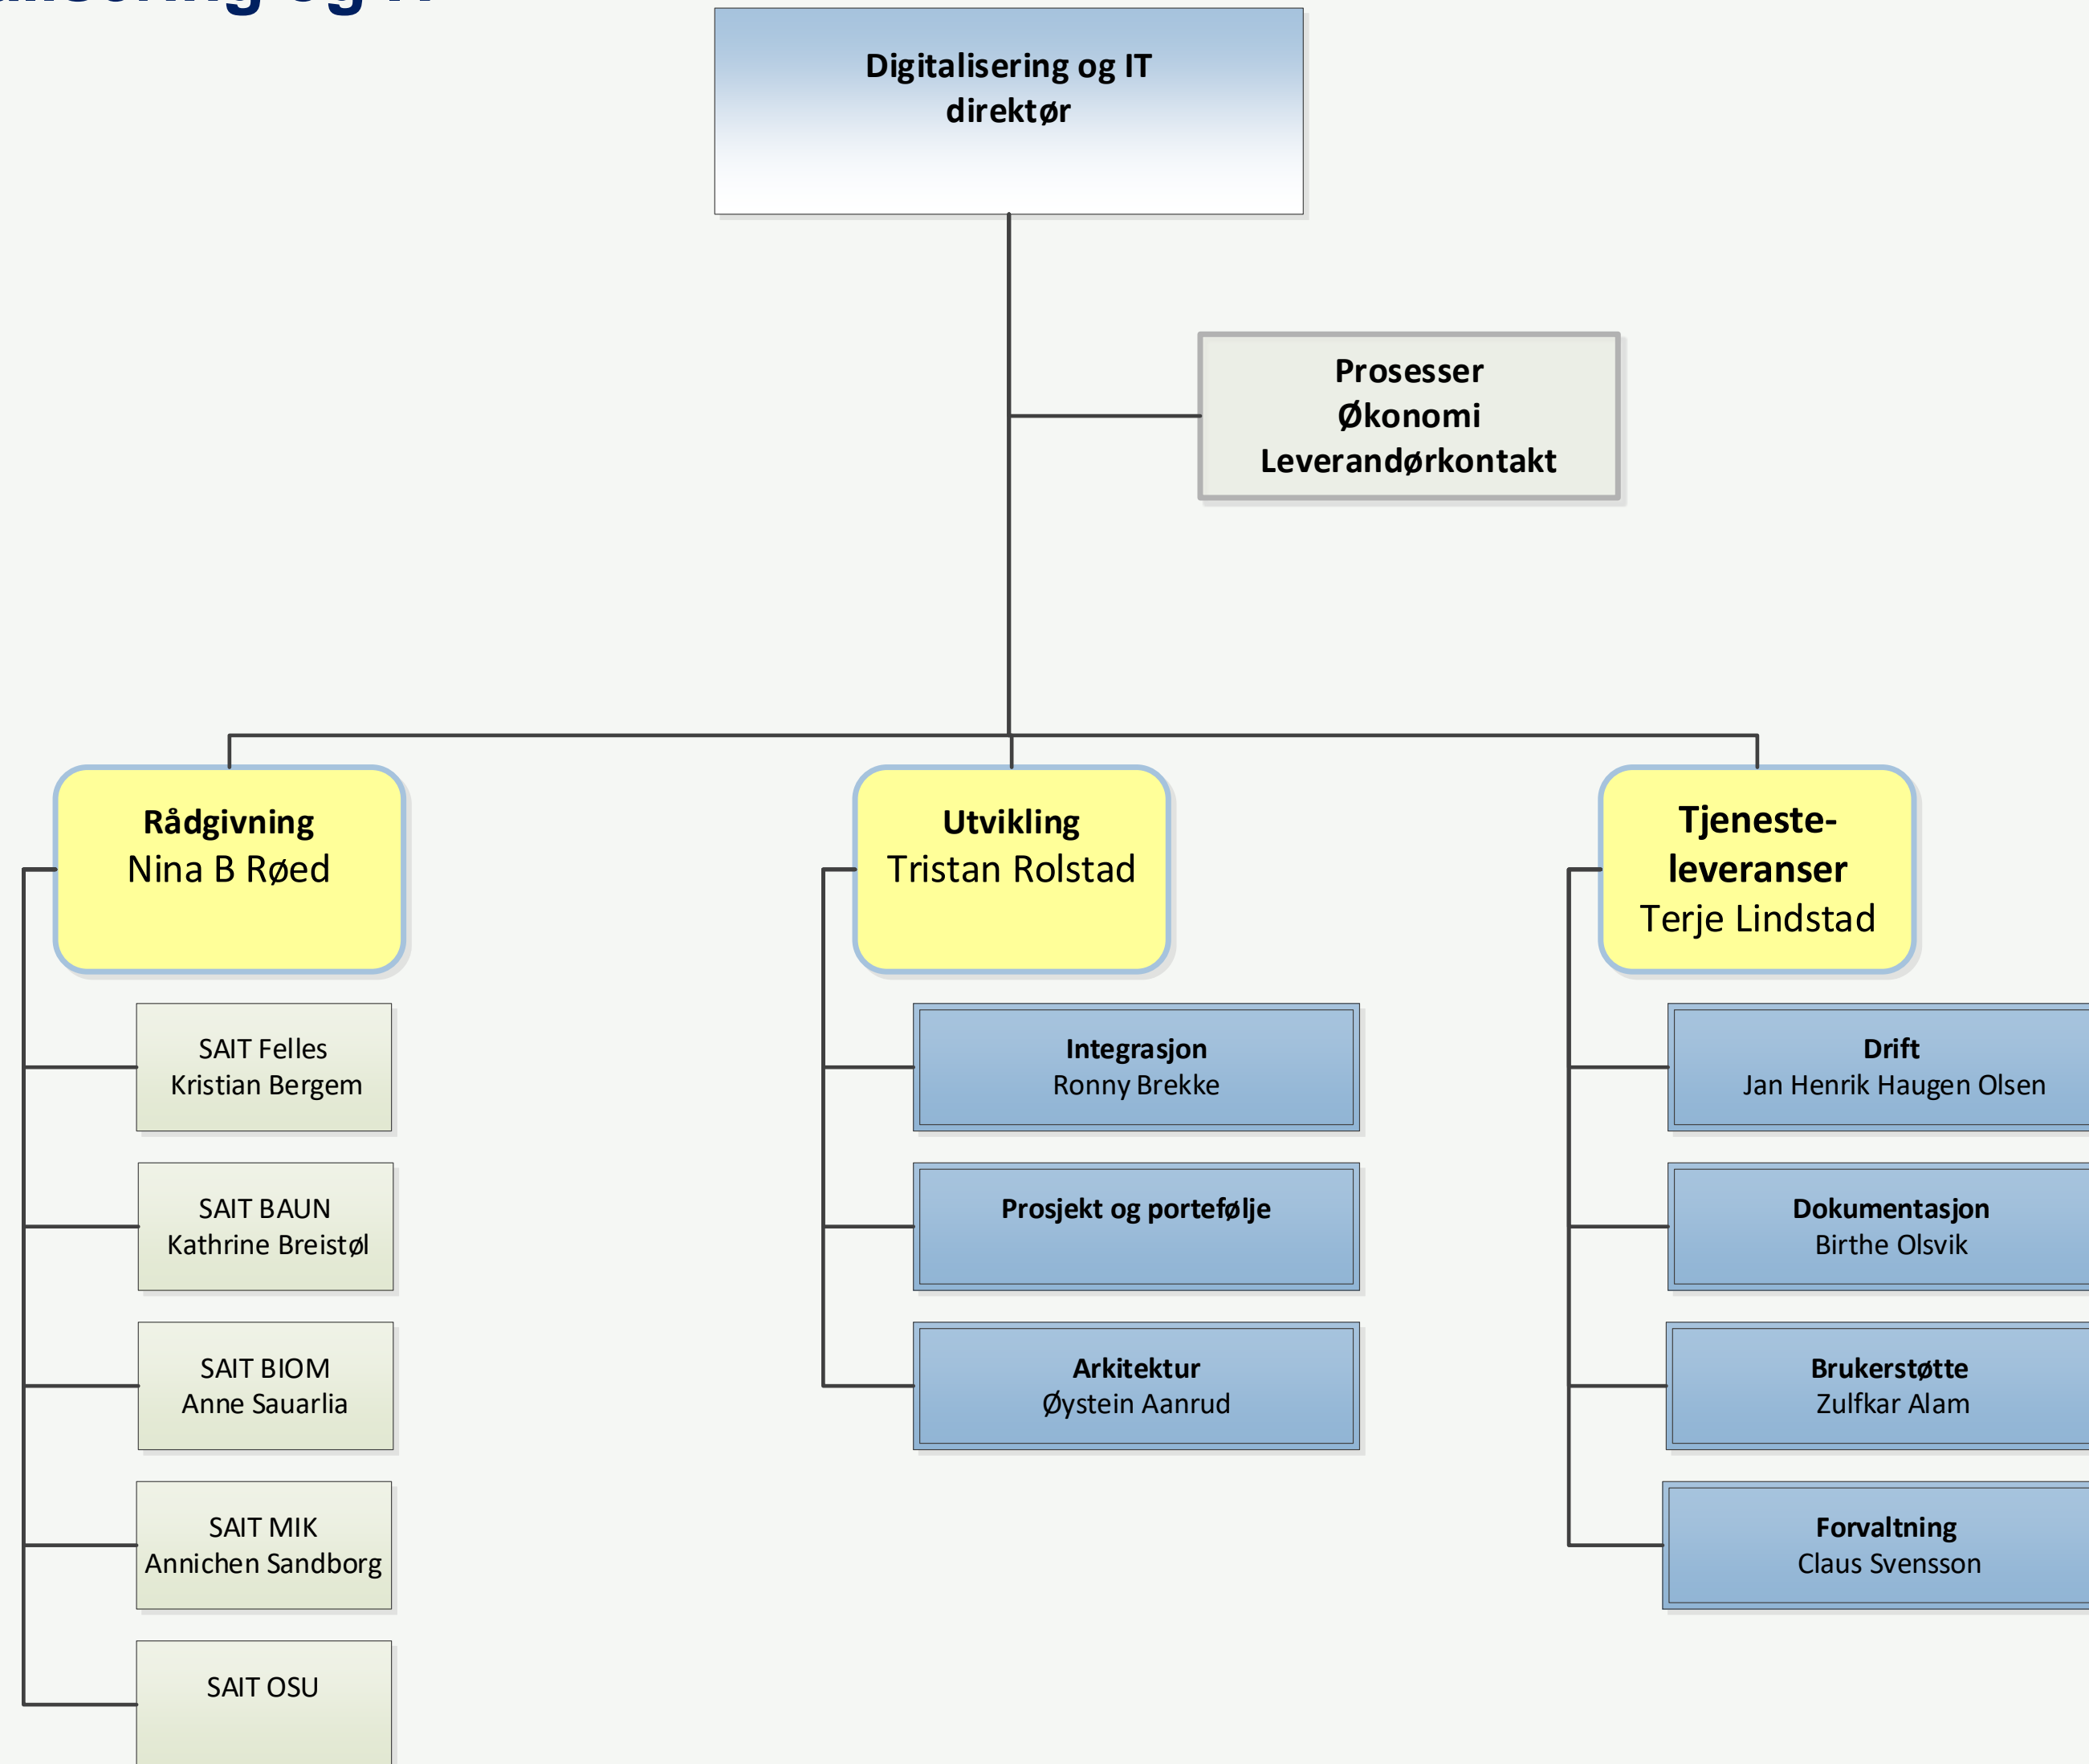 og
Digitalisering og IT
direktør
Prosesser
Økonomi
Leverandørkontakt
Rådgivning
Nina B Røed
SAIT Felles
Kristian Bergem
SAIT BAUN
Kathrine Breistøl
SAIT BIOM
Anne Sauarlia
SAIT MIK
Annichen Sandborg
SAIT OSU
Utvikling
Tristan Rolstad
Integrasjon
Ronny Brekke
Prosjekt og portefølje
Arkitektur
Øystein Aanrud
Tjeneste-
leveranser
Terje Lindstad
Drift
Jan Henrik Haugen Olsen
Dokumentasjon
Birthe Olsvik
Brukerstøtte
Zulfkar Alam
Forvaltning
Claus Svensson